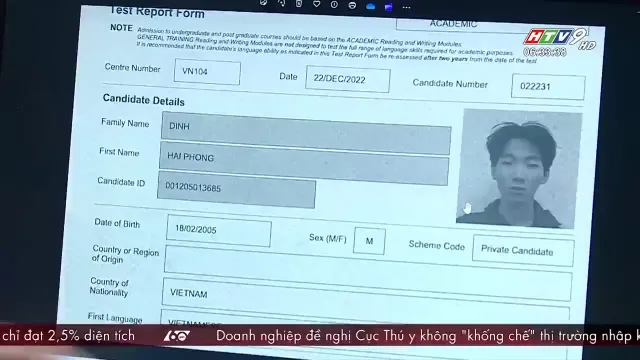 Test Report Form
ACADEMIC
HTV9 HD
06:33:38
NOTE Admission to undergraduate and post graduate courses should be based on the ACADEMIC Reading and Writing Modules.
GENERAL TRAINING Reading and Writing Modules are not designed to test the full range of language skills required for academic purposes.
It is recommended that the candidate's language ability as indicated in this Test Report Form be re-assessed after two years from the date of the test.
Centre Number VN104 Date 22/DEC/2022 Candidate Number 022231
Candidate Details
Family Name DINH
First Name HAI PHONG
Candidate ID 001205013685
Date of Birth 18/02/2005 Sex (M/F) M Scheme Code Private Candidate
Country or Region
of Origin
Country of
Nationality VIETNAM
First Language
chỉ đạt 2,5% diện tích 60 Doanh nghiệp đề nghị Cục Thú y không "khống chế" thị trường nhập k